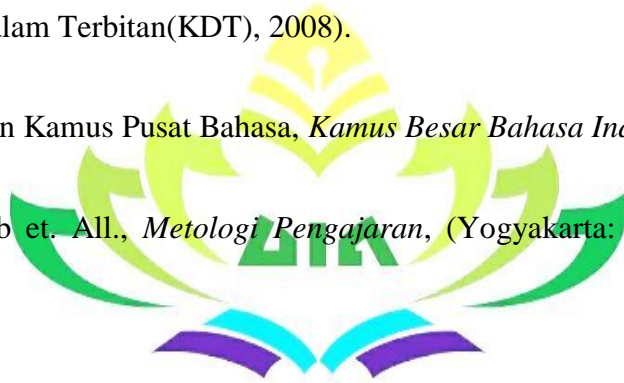 alam Terbitan(KDT), 2008).
n Kamus Pusat Bahasa, Kamus Besar Bahasa Ind
b et. All., Metologi Pengajaran, (Yogyakarta: